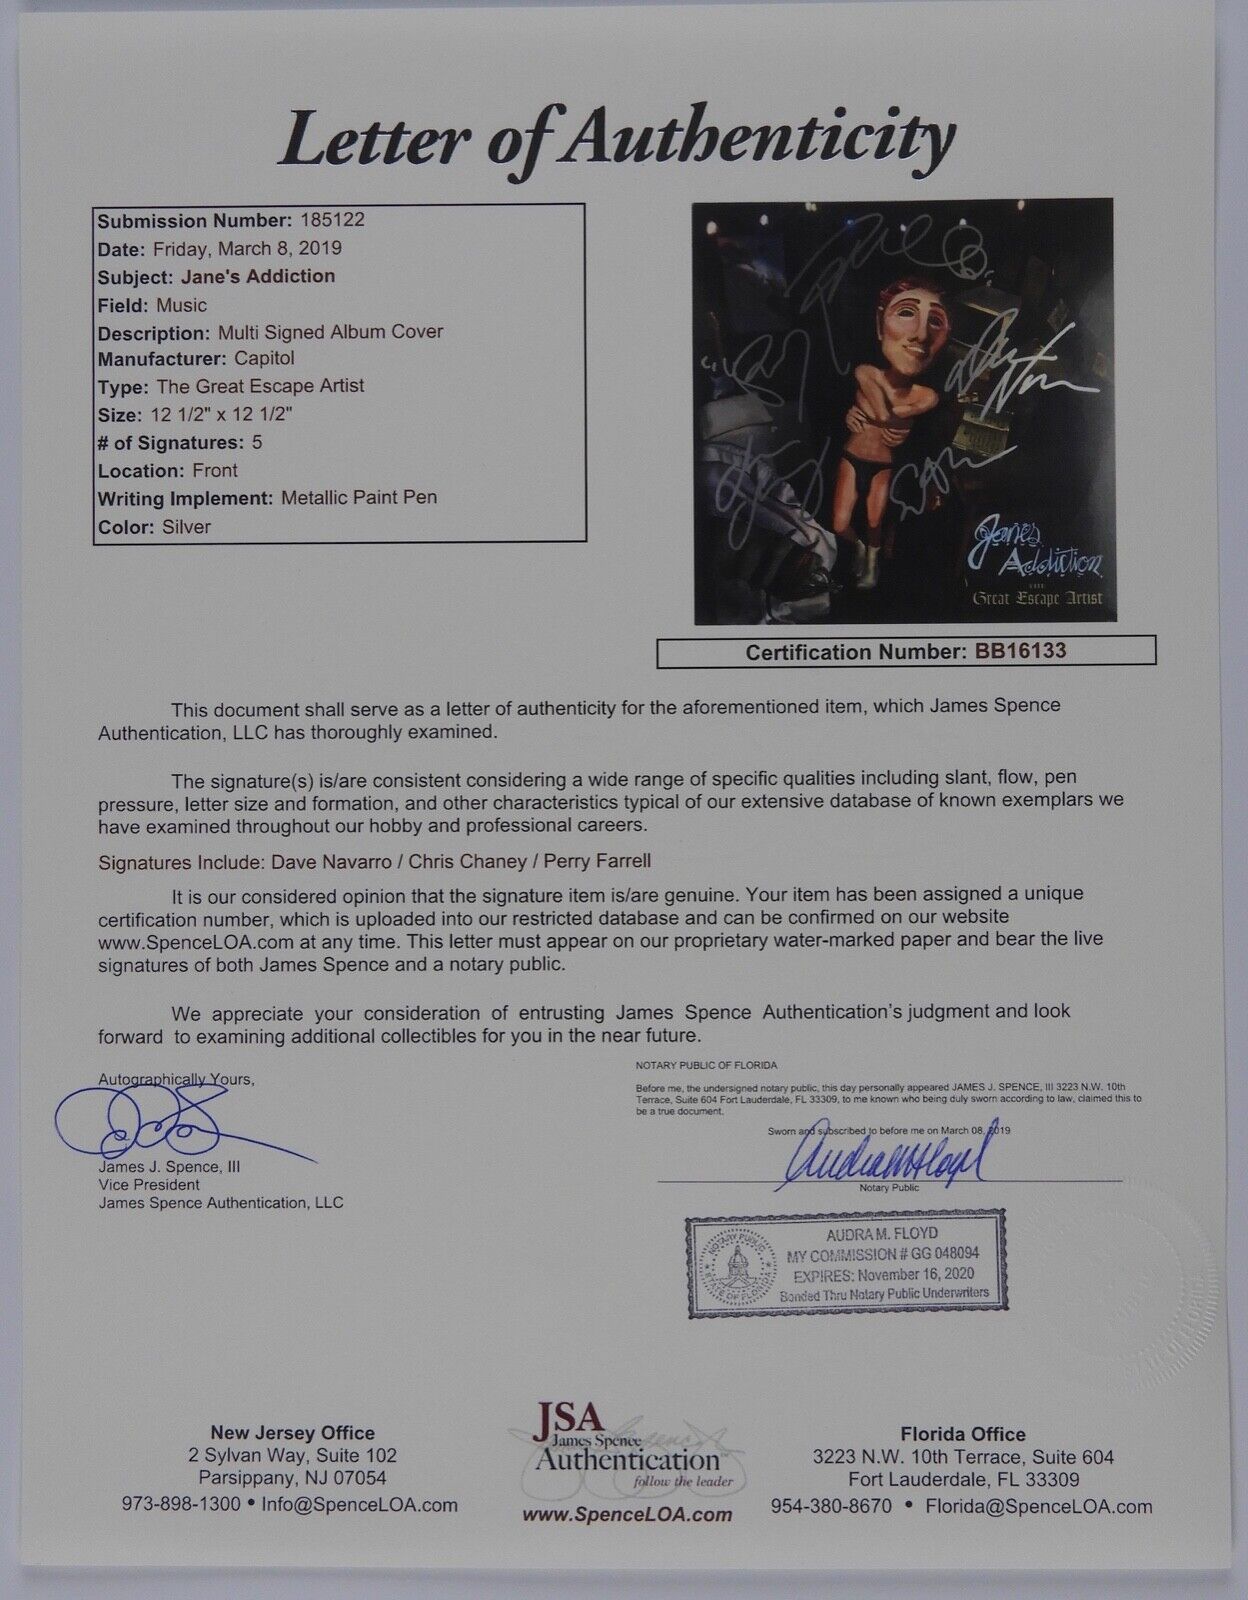 Letter of Authenticity
Submission Number: 185122
Date: Friday, March 8, 2019
Subject: Jane's Addiction
Field: Music
Description: Multi Signed Album Cover
Manufacturer: Capitol
Type: The Great Escape Artist
Size: 12 1/2" x 12 1/2"
# of Signatures: 5
Location: Front
Writing Implement: Metallic Paint Pen
Color: Silver
Janes
Addiction
THE
Great Escape Artist
Certification Number: BB16133
This document shall serve as a letter of authenticity for the aforementioned item, which James Spence
Authentication, LLC has thoroughly examined.
The signature(s) is/are consistent considering a wide range of specific qualities including slant, flow, pen
pressure, letter size and formation, and other characteristics typical of our extensive database of known exemplars we
have examined throughout our hobby and professional careers.
Signatures Include: Dave Navarro / Chris Chaney / Perry Farrell
It is our considered opinion that the signature item is/are genuine. Your item has been assigned a unique
certification number, which is uploaded into our restricted database and can be confirmed on our website
www.SpenceLOA.com at any time. This letter must appear on our proprietary water-marked paper and bear the live
signatures of both James Spence and a notary public.
We appreciate your consideration of entrusting James Spence Authentication's judgment and look
forward to examining additional collectibles for you in the near future.
Autographically Yours,
James J. Spence, III
Vice President
James Spence Authentication, LLC
NOTARY PUBLIC OF FLORIDA
Before me, the undersigned notary public, this day personally appeared JAMES J. SPENCE, III 3223 N.W. 10th
Terrace, Suite 604 Fort Lauderdale, FL 33309, to me known who being duly sworn according to law, claimed this to
be a true document.
Sworn and subscribed to before me on March 08, 2019
Audra M Floyd
Notary Public
NOTARY PUBLIC
STATE OF FLORIDA
AUDRA M. FLOYD
MY COMMISSION # GG 048094
EXPIRES: November 16, 2020
Bonded Thru Notary Public Underwriters
New Jersey Office
2 Sylvan Way, Suite 102
Parsippany, NJ 07054
973-898-1300 • Info@SpenceLOA.com
JSA
James Spence
Authentication™
follow the leader
www.SpenceLOA.com
Florida Office
3223 N.W. 10th Terrace, Suite 604
Fort Lauderdale, FL 33309
954-380-8670 • Florida@SpenceLOA.com